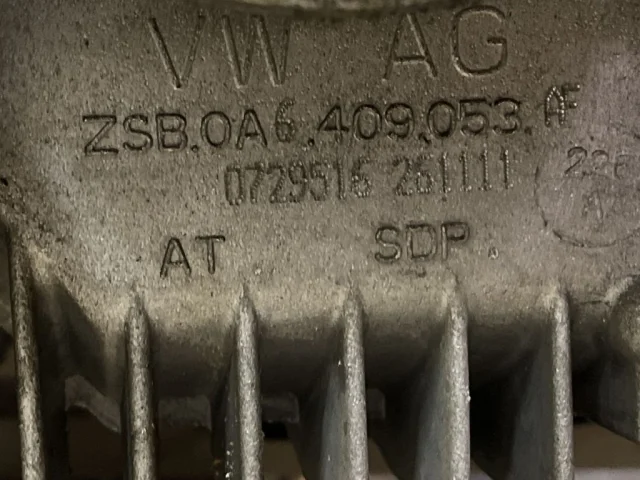 VW AG
ZSB.0A6.409.053.AF
0729516 261111
AT SDP.